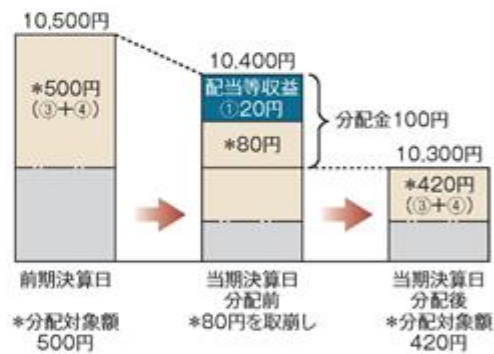 10,500円
*500円
(③+④)
10,400円
配当等収益
①20円
*80円
分配金100円
10,300円
*420円
(③+④)
前期決算日
*分配対象額
500円
当期決算日
分配前
*80円を取崩し
当期決算日
分配後
*分配対象額
420円